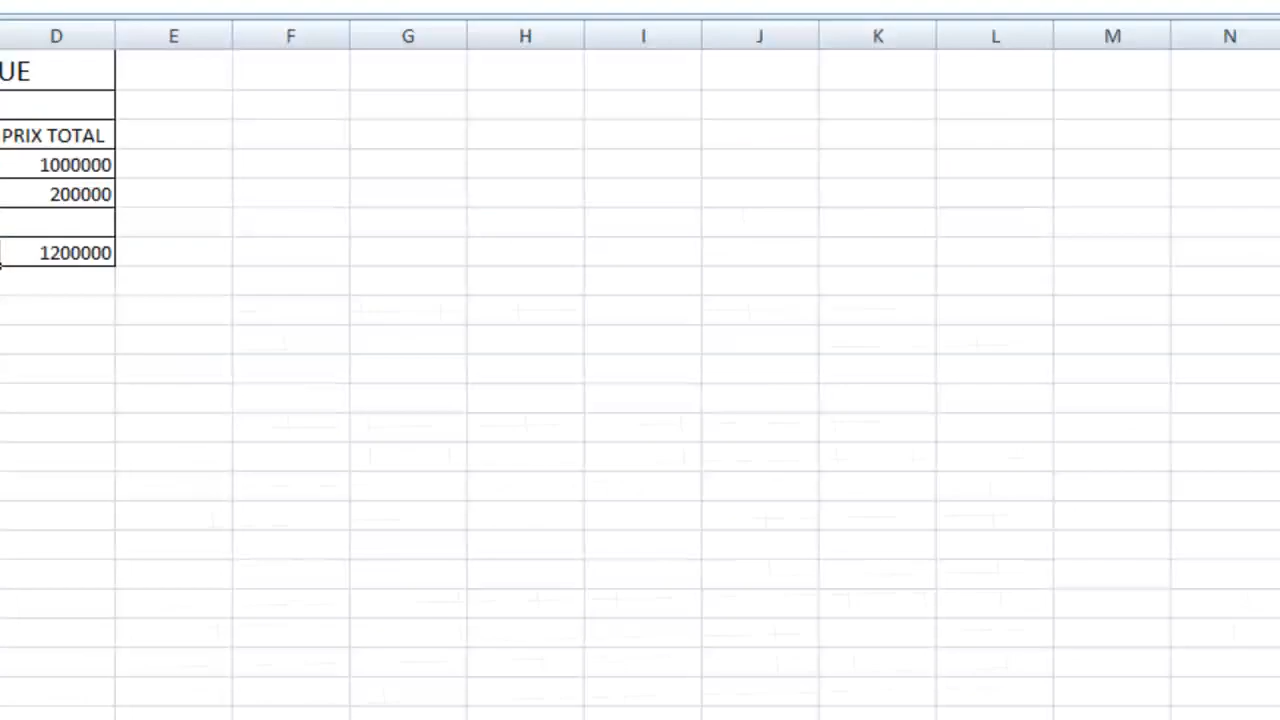 D E F G H I J K L M N
UE
PRIX TOTAL
1000000
200000
1200000